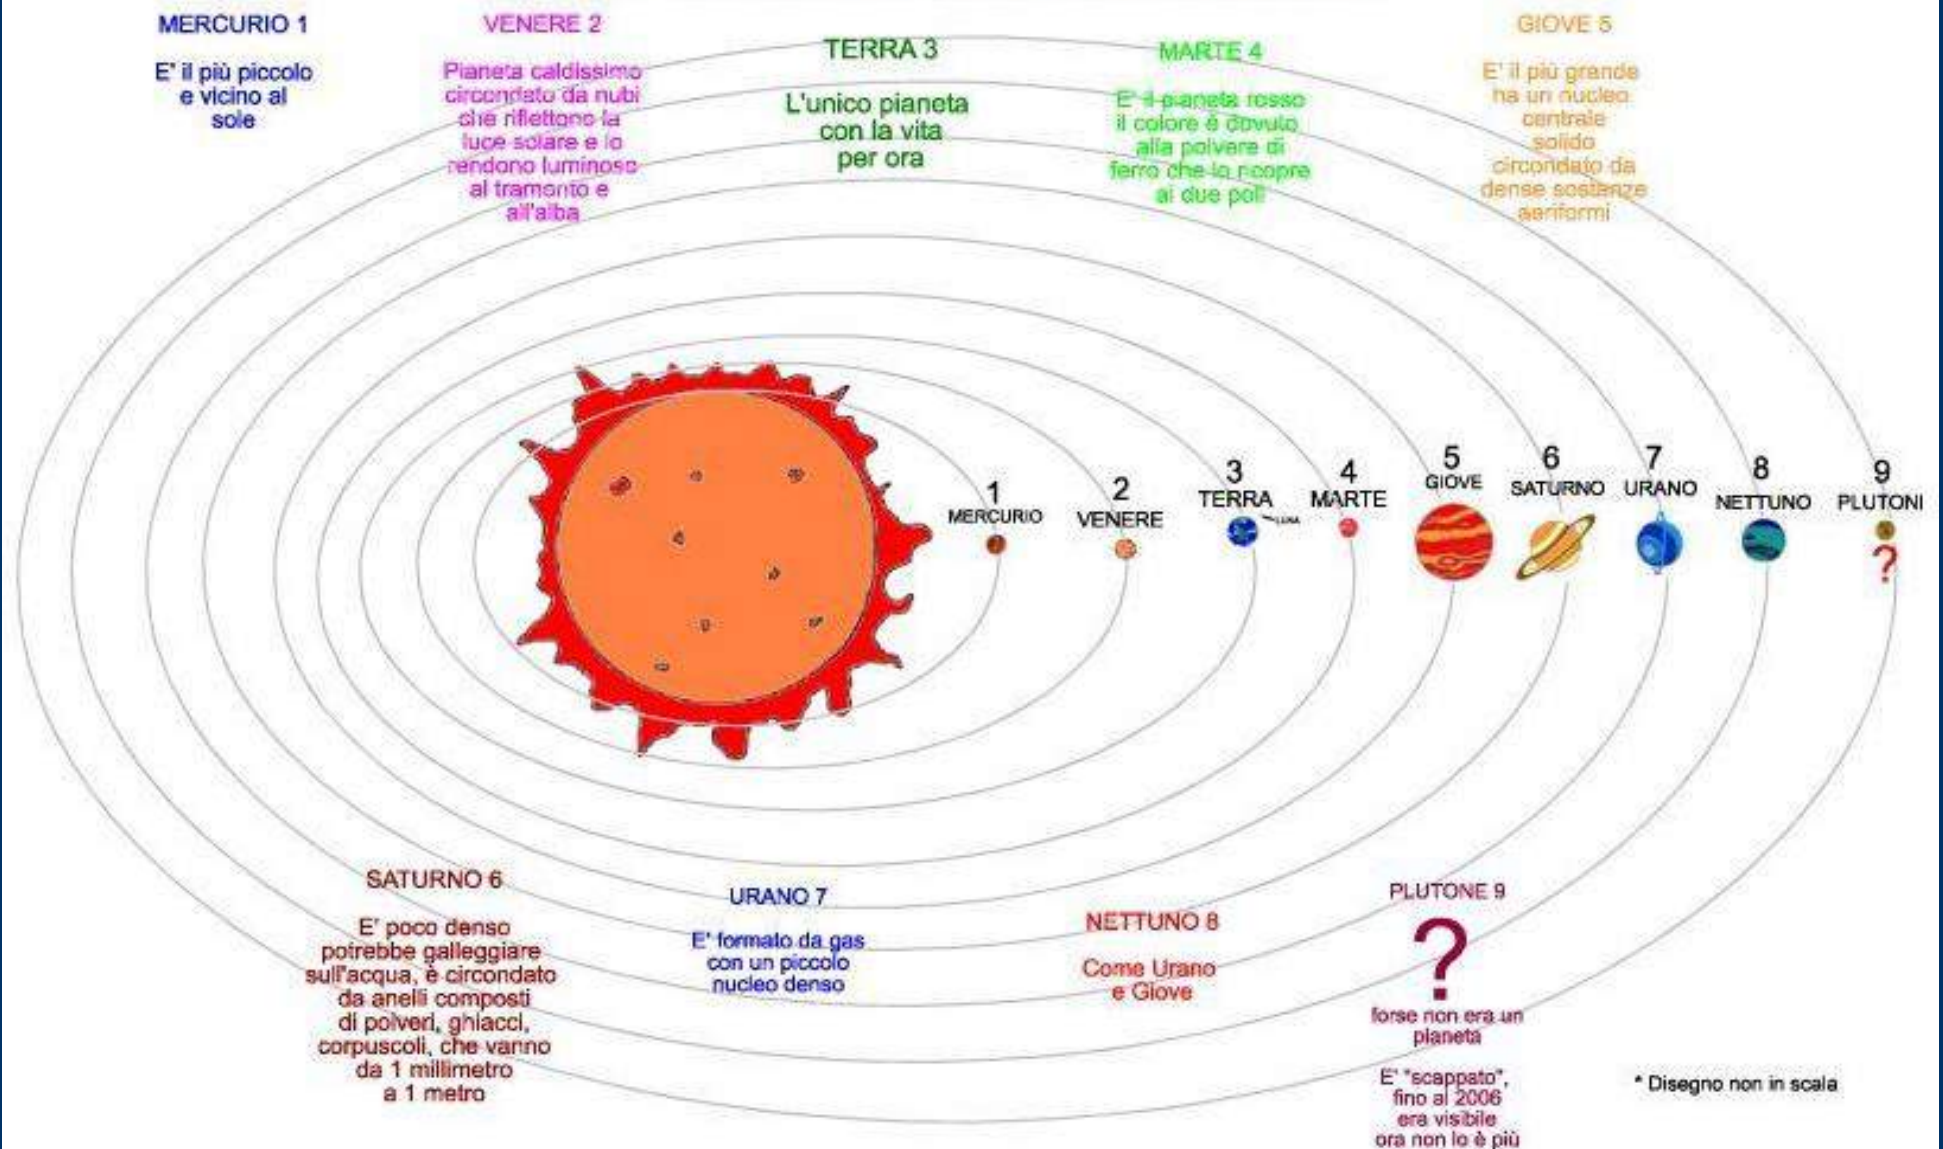 MERCURIO 1
E' il più piccolo
e vicino al
sole
VENERE 2
Pianeta caldissimo
circondato da nubi
che riflettono la
luce solare e lo
rendono luminoso
al tramonto e
all'alba
TERRA 3
L'unico pianeta
con la vita
per ora
MARTE 4
E' il pianeta rosso
il colore è dovuto
alla polvere di
ferro che lo ricopre
ai due poli
GIOVE 5
E' il più grande
ha un nucleo
centrale
solido
circondato da
dense sostanze
aeriformi
1
MERCURIO
2
VENERE
3
TERRA
LUNA
4
MARTE
5
GIOVE
6
SATURNO
7
URANO
8
NETTUNO
9
PLUTONI
?
SATURNO 6
E' poco denso
potrebbe galleggiare
sull'acqua, è circondato
da anelli composti
di polveri, ghiacci,
corpuscoli, che vanno
da 1 millimetro
a 1 metro
URANO 7
E' formato da gas
con un piccolo
nucleo denso
NETTUNO 8
Come Urano
e Giove
PLUTONE 9
?
forse non era un
pianeta
E' "scappato",
fino al 2006
era visibile
ora non lo è più
* Disegno non in scala